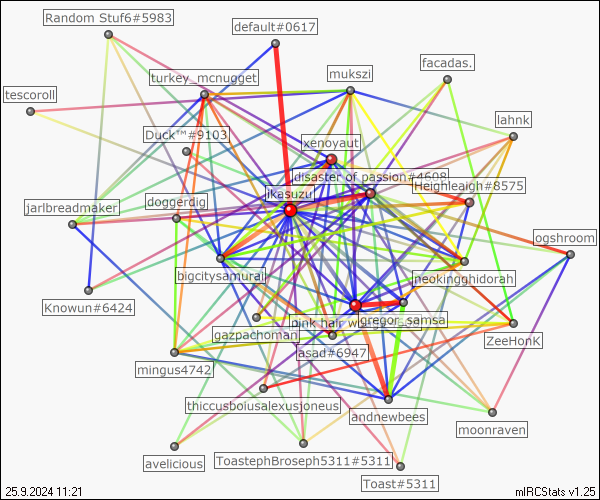 Random Stuf6#5983
default#0617
facadas.
mukszi
turkey_mcnugget
tescoroll
lahnk
Duck™#9103
xenoyaut
disaster of passion#4608
Heighleaigh#8575
ikasuzu
doggerdig
jarlbreadmaker
ogshroom
bigcitysamurai
neokingghidorah
Knowun#6424
pink hair
gregor_samsa
gazpachoman
ZeeHonK
asad#6947
mingus4742
thiccusboiusalexusjoneus
andnewbees
moonraven
avelicious
ToastephBroseph5311#5311
Toast#5311
25.9.2024 11:21
mIRCStats v1.25